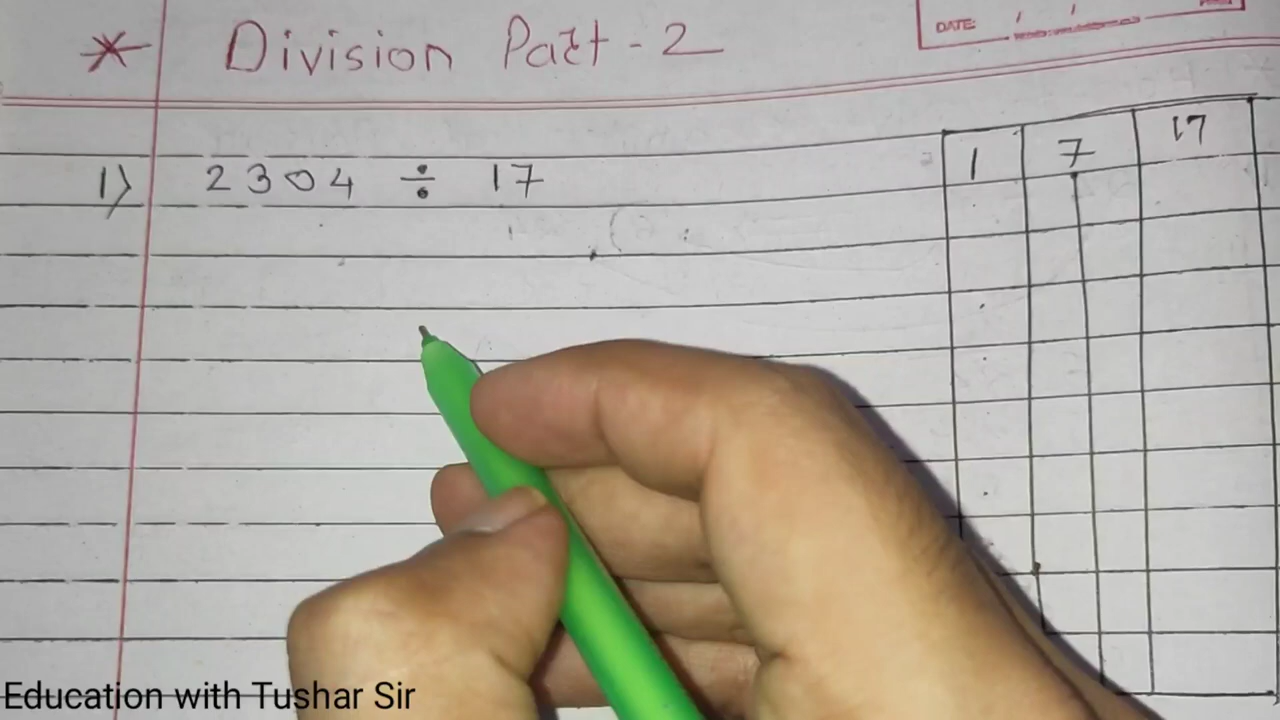 DATE:
* Division Part - 2
1 7 17
1) 2304 ÷ 17
Education with Tushar Sir